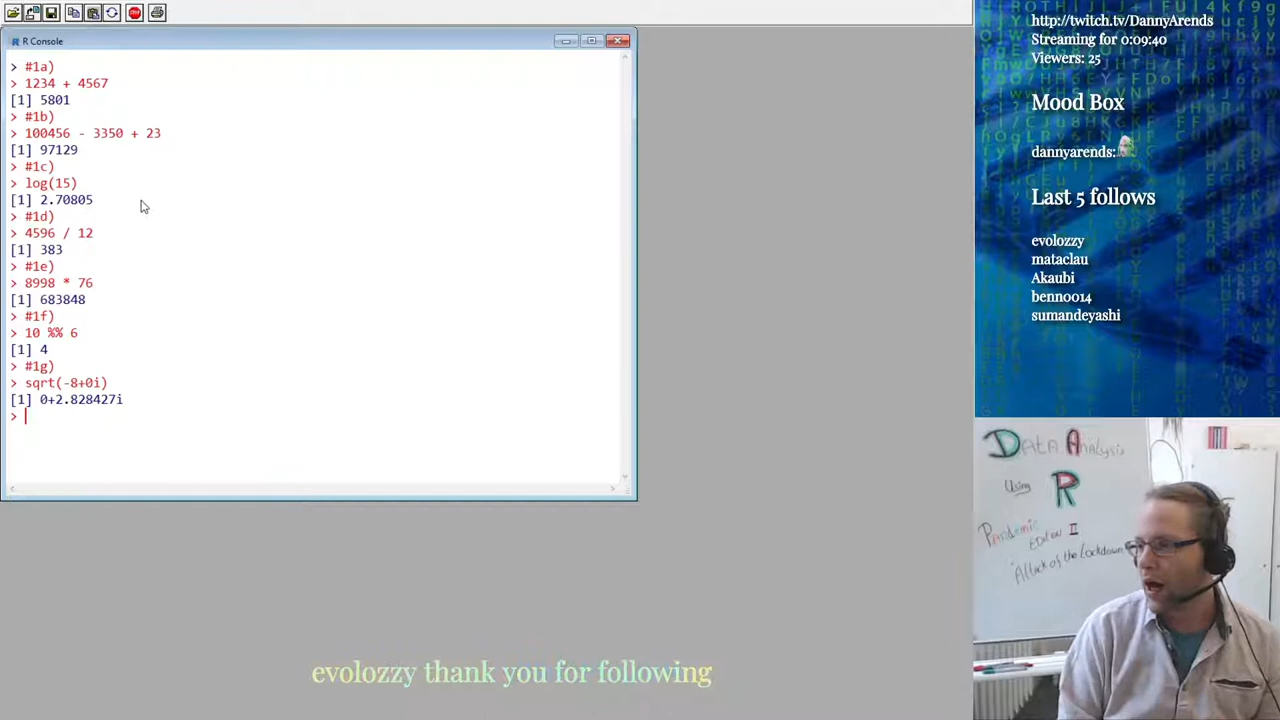 R Console
> #1a)
> 1234 + 4567
[1] 5801
> #1b)
> 100456 - 3350 + 23
[1] 97129
> #1c)
> log(15)
[1] 2.70805
> #1d)
> 4596 / 12
[1] 383
> #1e)
> 8998 * 76
[1] 683848
> #1f)
> 10 %% 6
[1] 4
> #1g)
> sqrt(-8+0i)
[1] 0+2.828427i
>
http://twitch.tv/DannyArends
Streaming for 0:09:40
Viewers: 25
Mood Box
dannyarends:
Last 5 follows
evolozzy
mataclau
Akaubi
benno014
sumandeyashi
Data Analysis
Using
R
Pandemic
Edition II
Attack of the Lockdown
evolozzy thank you for following